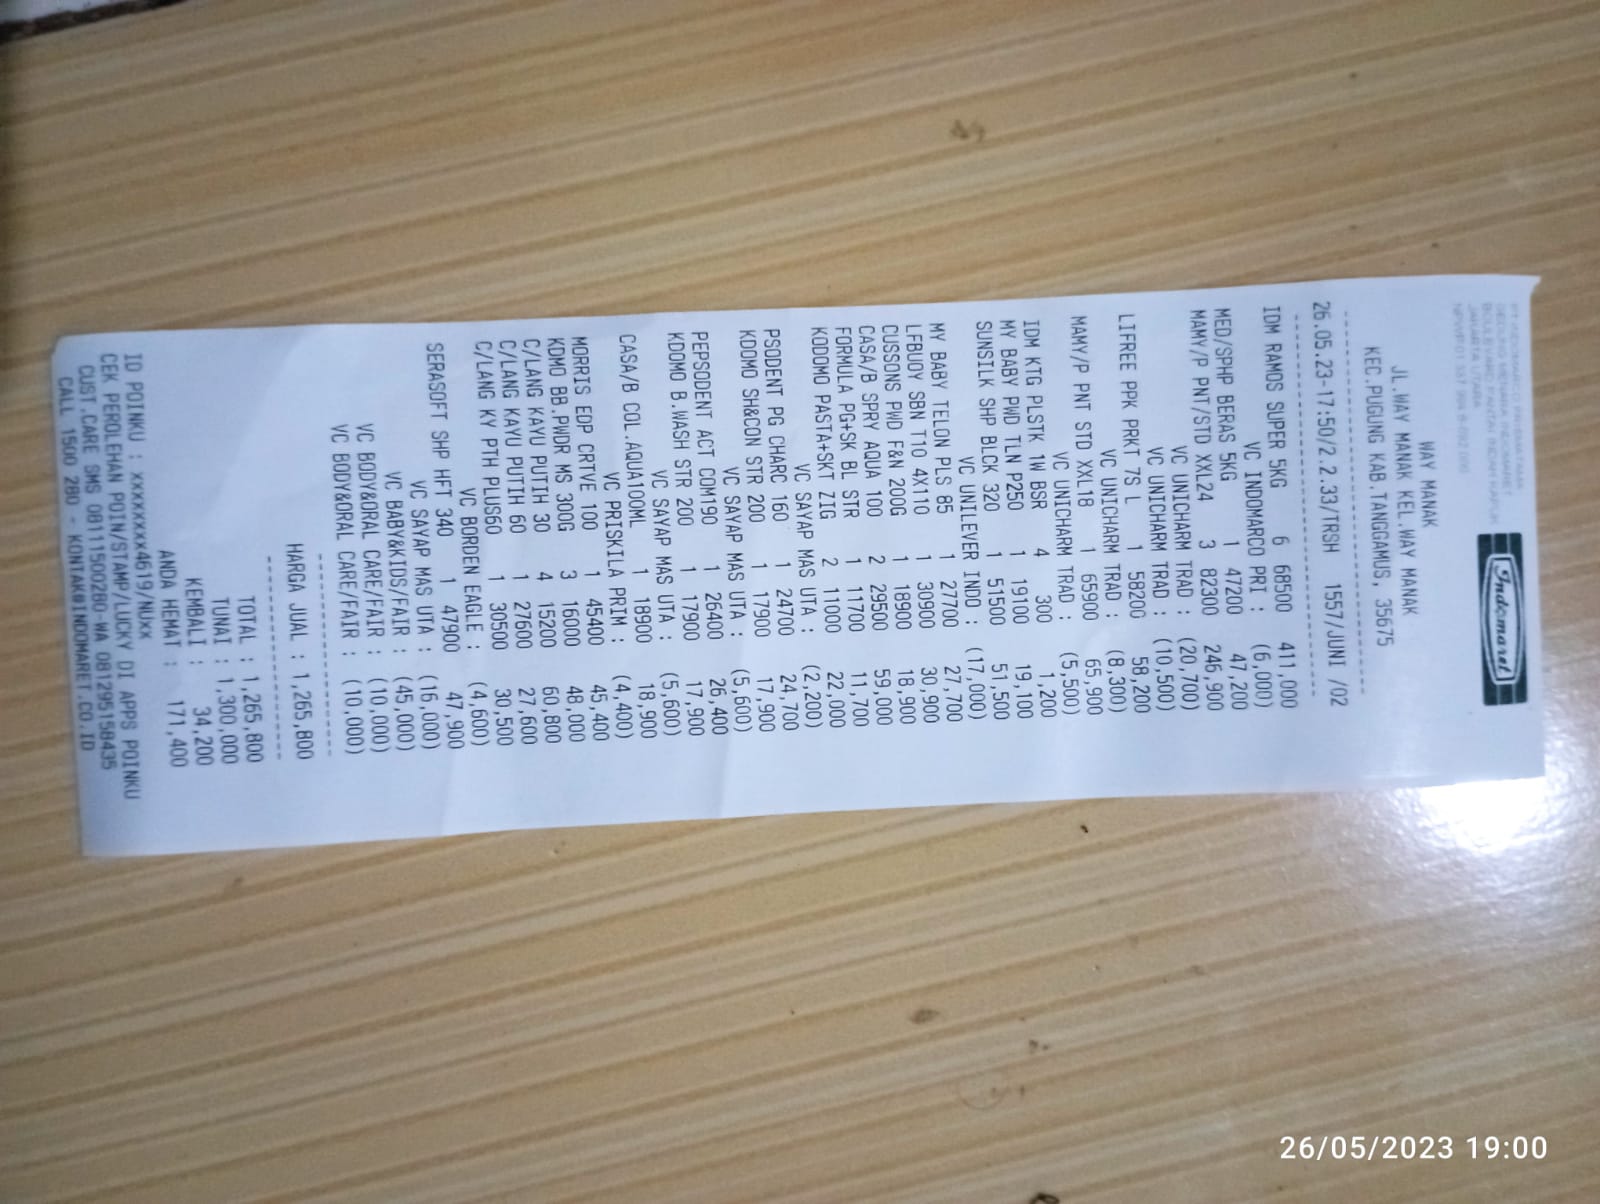 Indomaret
WAY MANAK
JL.WAY MANAK KEL.WAY MANAK
KEC.PUGUNG KAB.TANGGAMUS, 35675
26.05.23-17:50/2.2.33/TRSH 1557/JUNI /02
IDM RAMOS SUPER 5KG 6 68500 411,000
VC INDOMARCO PRI : (6,000)
MED/SPHP BERAS 5KG 1 47200 47,200
MAMY/P PNT/STD XXL24 3 82300 246,900
VC UNICHARM TRAD : (20,700)
VC UNICHARM TRAD : (10,500)
LIFREE PPK PRKT 7S L 1 58200 58,200
VC UNICHARM TRAD : (8,300)
MAMY/P PNT STD XXL18 1 65900 65,900
VC UNICHARM TRAD : (5,500)
IDM KTG PLSTK 1W BSR 4 300 1,200
MY BABY PWD TLN P250 1 19100 19,100
SUNSILK SHP BLCK 320 1 51500 51,500
VC UNILEVER INDO : (17,000)
MY BABY TELON PLS 85 1 27700 27,700
LFBUOY SBN T10 4X110 1 30900 30,900
CUSSONS PWD F&N 200G 1 18900 18,900
CASA/B SPRY AQUA 100 2 29500 59,000
FORMULA PG+SK BL STR 1 11700 11,700
KODOMO PASTA+SKT ZIG 2 11000 22,000
VC SAYAP MAS UTA : (2,200)
PSODENT PG CHARC 160 1 24700 24,700
KDOMO SH&CON STR 200 1 17900 17,900
VC SAYAP MAS UTA : (5,600)
PEPSODENT ACT COM190 1 26400 26,400
KDOMO B.WASH STR 200 1 17900 17,900
VC SAYAP MAS UTA : (5,600)
CASA/B COL.AQUA100ML 1 18900 18,900
VC PRISKILA PRIM : (4,400)
MORRIS EDP CRTVE 100 1 45400 45,400
KDMO BB.PWDR MS 300G 3 16000 48,000
C/LANG KAYU PUTIH 30 4 15200 60,800
C/LANG KAYU PUTIH 60 1 27600 27,600
C/LANG KY PTH PLUS60 1 30500 30,500
VC BORDEN EAGLE : (4,600)
SERASOFT SHP HFT 340 1 47900 47,900
VC SAYAP MAS UTA : (16,000)
VC BABY&KIDS/FAIR : (45,000)
VC BODY&ORAL CARE/FAIR : (10,000)
VC BODY&ORAL CARE/FAIR : (10,000)
HARGA JUAL : 1,265,800
TOTAL : 1,265,800
TUNAI : 1,300,000
KEMBALI : 34,200
ANDA HEMAT : 171,400
ID POINKU : xxxxxxxx4619/NUxx
CEK PEROLEHAN POIN/STAMP/LUCKY DI APPS POINKU
CUST.CARE SMS 08111500280-WA 081295158435
CALL 1500 280 - KONTAK@INDOMARET.CO.ID
26/05/2023 19:00